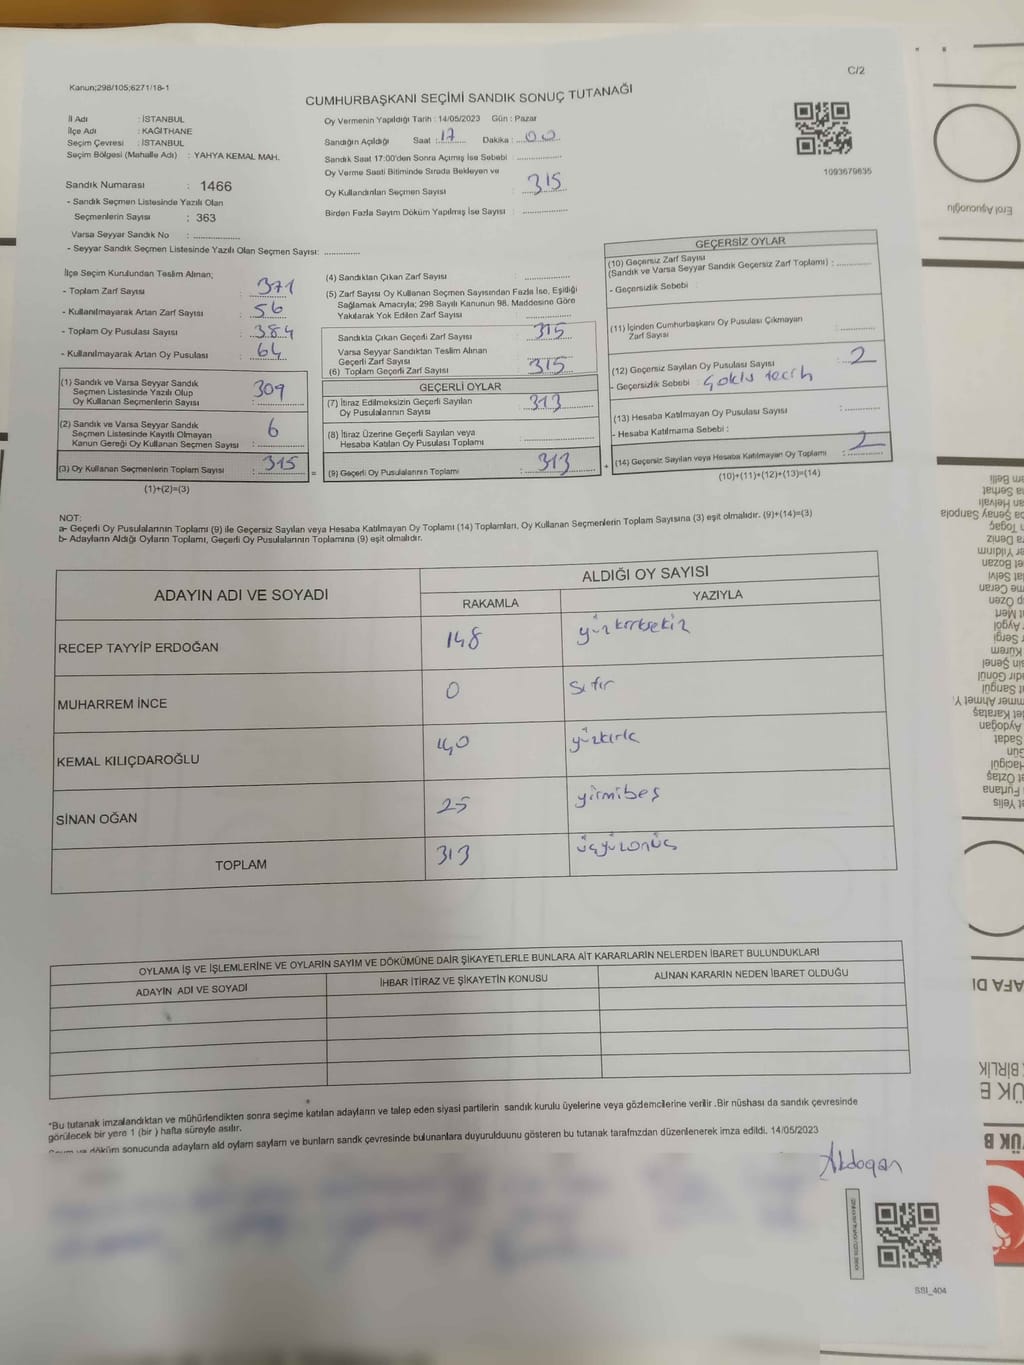 C/2
Kanun;298/105;6271/18-1
CUMHURBAŞKANI SEÇİMİ SANDIK SONUÇ TUTANAĞI
İl Adı : İSTANBUL
İlçe Adı : KAĞITHANE
Seçim Çevresi : İSTANBUL
Seçim Bölgesi (Mahalle Adı) : YAHYA KEMAL MAH.
Sandık Numarası : 1466
- Sandık Seçmen Listesinde Yazılı Olan
Seçmenlerin Sayısı : 363
Varsa Seyyar Sandık No : ..................
- Seyyar Sandık Seçmen Listesinde Yazılı Olan Seçmen Sayısı: ..............
Oy Vermenin Yapıldığı Tarih : 14/05/2023 Gün : Pazar
Sandığın Açıldığı Saat : 17 Dakika : 00
Sandık Saat 17:00'den Sonra Açımış İse Sebebi : ..................
Oy Verme Saati Bitiminde Sırada Bekleyen ve
Oy Kullandırılan Seçmen Sayısı : 315
Birden Fazla Sayım Döküm Yapılmış İse Sayısı : ..................
1093679635
İlçe Seçim Kurulundan Teslim Alınan;
- Toplam Zarf Sayısı : 371
- Kullanılmayarak Artan Zarf Sayısı : 56
- Toplam Oy Pusulası Sayısı : 384
- Kullanılmayarak Artan Oy Pusulası : 64
(1) Sandık ve Varsa Seyyar Sandık
Seçmen Listesinde Yazılı Olup
Oy Kullanan Seçmenlerin Sayısı : 309
(2) Sandık ve Varsa Seyyar Sandık
Seçmen Listesinde Kayıtlı Olmayan
Kanun Gereği Oy Kullanan Seçmen Sayısı : 6
(3) Oy Kullanan Seçmenlerin Toplam Sayısı : 315 =
(1)+(2)=(3)
(4) Sandıktan Çıkan Zarf Sayısı : ..............
(5) Zarf Sayısı Oy Kullanan Seçmen Sayısından Fazla İse, Eşitliği
Sağlamak Amacıyla; 298 Sayılı Kanunun 98. Maddesine Göre
Yakılarak Yok Edilen Zarf Sayısı : ..............
Sandıkta Çıkan Geçerli Zarf Sayısı : 315
Varsa Seyyar Sandıktan Teslim Alınan
Geçerli Zarf Sayısı
(6) Toplam Geçerli Zarf Sayısı : 315
GEÇERLİ OYLAR
(7) İtiraz Edilmeksizin Geçerli Sayılan
Oy Pusulalarının Sayısı : 313
(8) İtiraz Üzerine Geçerli Sayılan ve
Hesaba Katılan Oy Pusulası Toplamı : ..............
(9) Geçerli Oy Pusulalarının Toplamı : 313 +
GEÇERSİZ OYLAR
(10) Geçersiz Zarf Sayısı
(Sandık ve Varsa Seyyar Sandık Geçersiz Zarf Toplamı) : ..........
- Geçersizlik Sebebi :
(11) İçinden Cumhurbaşkanı Oy Pusulası Çıkmayan
Zarf Sayısı : ..........
(12) Geçersiz Sayılan Oy Pusulası Sayısı : 2
- Geçersizlik Sebebi :
(13) Hesaba Katılmayan Oy Pusulası Sayısı : ..........
- Hesaba Katılmama Sebebi :
(14) Geçersiz Sayılan veya Hesaba Katılmayan Oy Toplamı : 2
(10)+(11)+(12)+(13)=(14)
NOT:
a- Geçerli Oy Pusulalarının Toplamı (9) ile Geçersiz Sayılan veya Hesaba Katılmayan Oy Toplamı (14) Toplamları, Oy Kullanan Seçmenlerin Toplam Sayısına (3) eşit olmalıdır. (9)+(14)=(3)
b- Adayların Aldığı Oyların Toplamı, Geçerli Oy Pusulalarının Toplamına (9) eşit olmalıdır.
ADAYIN ADI VE SOYADI ALDIĞI OY SAYISI
RAKAMLA YAZIYLA
RECEP TAYYİP ERDOĞAN 148 yüzkırksekiz
MUHARREM İNCE 0 sıfır
KEMAL KILIÇDAROĞLU 140 yüzkırk
SİNAN OĞAN 25 yirmibeş
TOPLAM 313 üçyüzonüç
OYLAMA İŞ VE İŞLEMLERİNE VE OYLARIN SAYIM VE DÖKÜMÜNE DAİR ŞİKAYETLERLE BUNLARA AİT KARARLARIN NELERDEN İBARET BULUNDUKLARI
ADAYIN ADI VE SOYADI İHBAR İTİRAZ VE ŞİKAYETİN KONUSU ALINAN KARARIN NEDEN İBARET OLDUĞU
*Bu tutanak imzalandıktan ve mühürlendikten sonra seçime katılan adayların ve talep eden siyasi partilerin sandık kurulu üyelerine veya gözlemcilerine verilir .Bir nüshası da sandık çevresinde
görülecek bir yere 1 (bir ) hafta süreyle asılır.
Sayım ve döküm sonucunda adayların ald oyların sayların ve bunların sandk çevresinde bulunanlara duyurulduunu gösteren bu tutanak tarafmzdan düzenlenerek imza edildi. 14/05/2023
Akdogan
SSI_404
Erol Ayücüoğlu